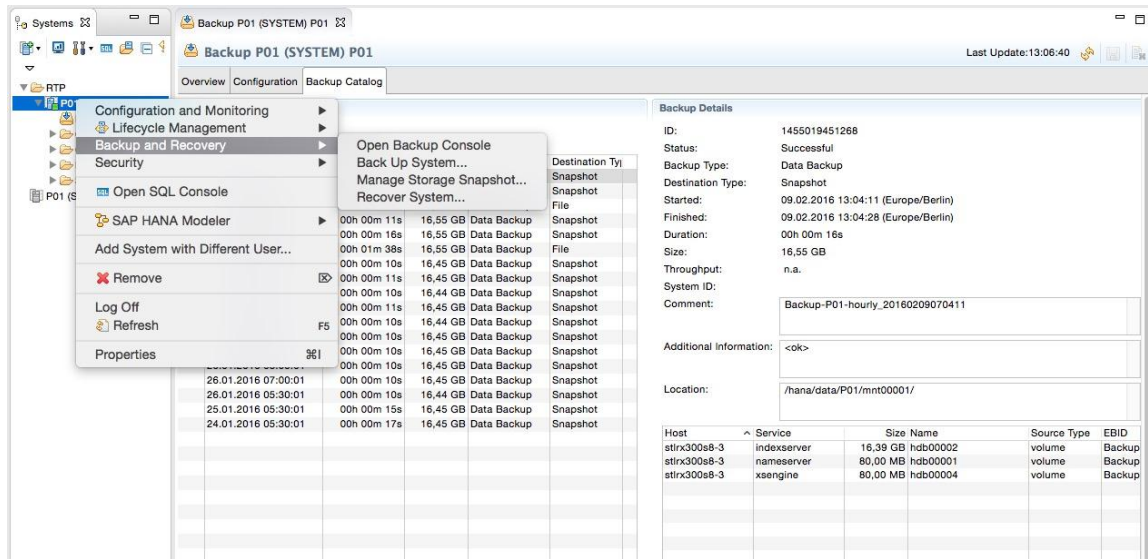 Systems
Backup P01 (SYSTEM) P01
Backup P01 (SYSTEM) P01
Last Update:13:06:40
Overview Configuration Backup Catalog
RTP
P01
P01 (S
Configuration and Monitoring
Lifecycle Management
Backup and Recovery
Security
SQL Open SQL Console
SAP HANA Modeler
Add System with Different User...
Remove
Log Off
Refresh F5
Properties ⌘I
Open Backup Console
Back Up System...
Manage Storage Snapshot...
Recover System...
Destination Ty
Snapshot
Snapshot
File
00h 00m 11s 16,55 GB Data Backup Snapshot
00h 00m 16s 16,55 GB Data Backup Snapshot
00h 01m 38s 16,55 GB Data Backup File
00h 00m 10s 16,45 GB Data Backup Snapshot
00h 00m 11s 16,45 GB Data Backup Snapshot
00h 00m 10s 16,44 GB Data Backup Snapshot
00h 00m 11s 16,45 GB Data Backup Snapshot
00h 00m 10s 16,44 GB Data Backup Snapshot
00h 00m 10s 16,45 GB Data Backup Snapshot
00h 00m 10s 16,45 GB Data Backup Snapshot
00h 00m 10s 16,45 GB Data Backup Snapshot
26.01.2016 07:00:01 00h 00m 10s 16,45 GB Data Backup Snapshot
26.01.2016 05:30:01 00h 00m 10s 16,44 GB Data Backup Snapshot
25.01.2016 05:30:01 00h 00m 15s 16,45 GB Data Backup Snapshot
24.01.2016 05:30:01 00h 00m 17s 16,45 GB Data Backup Snapshot
Backup Details
ID: 1455019451268
Status: Successful
Backup Type: Data Backup
Destination Type: Snapshot
Started: 09.02.2016 13:04:11 (Europe/Berlin)
Finished: 09.02.2016 13:04:28 (Europe/Berlin)
Duration: 00h 00m 16s
Size: 16,55 GB
Throughput: n.a.
System ID:
Comment: Backup-P01-hourly_20160209070411
Additional Information: <ok>
Location: /hana/data/P01/mnt00001/
Host Service Size Name Source Type EBID
stlrx300s8-3 indexserver 16,39 GB hdb00002 volume Backup
stlrx300s8-3 nameserver 80,00 MB hdb00001 volume Backup
stlrx300s8-3 xsengine 80,00 MB hdb00004 volume Backup